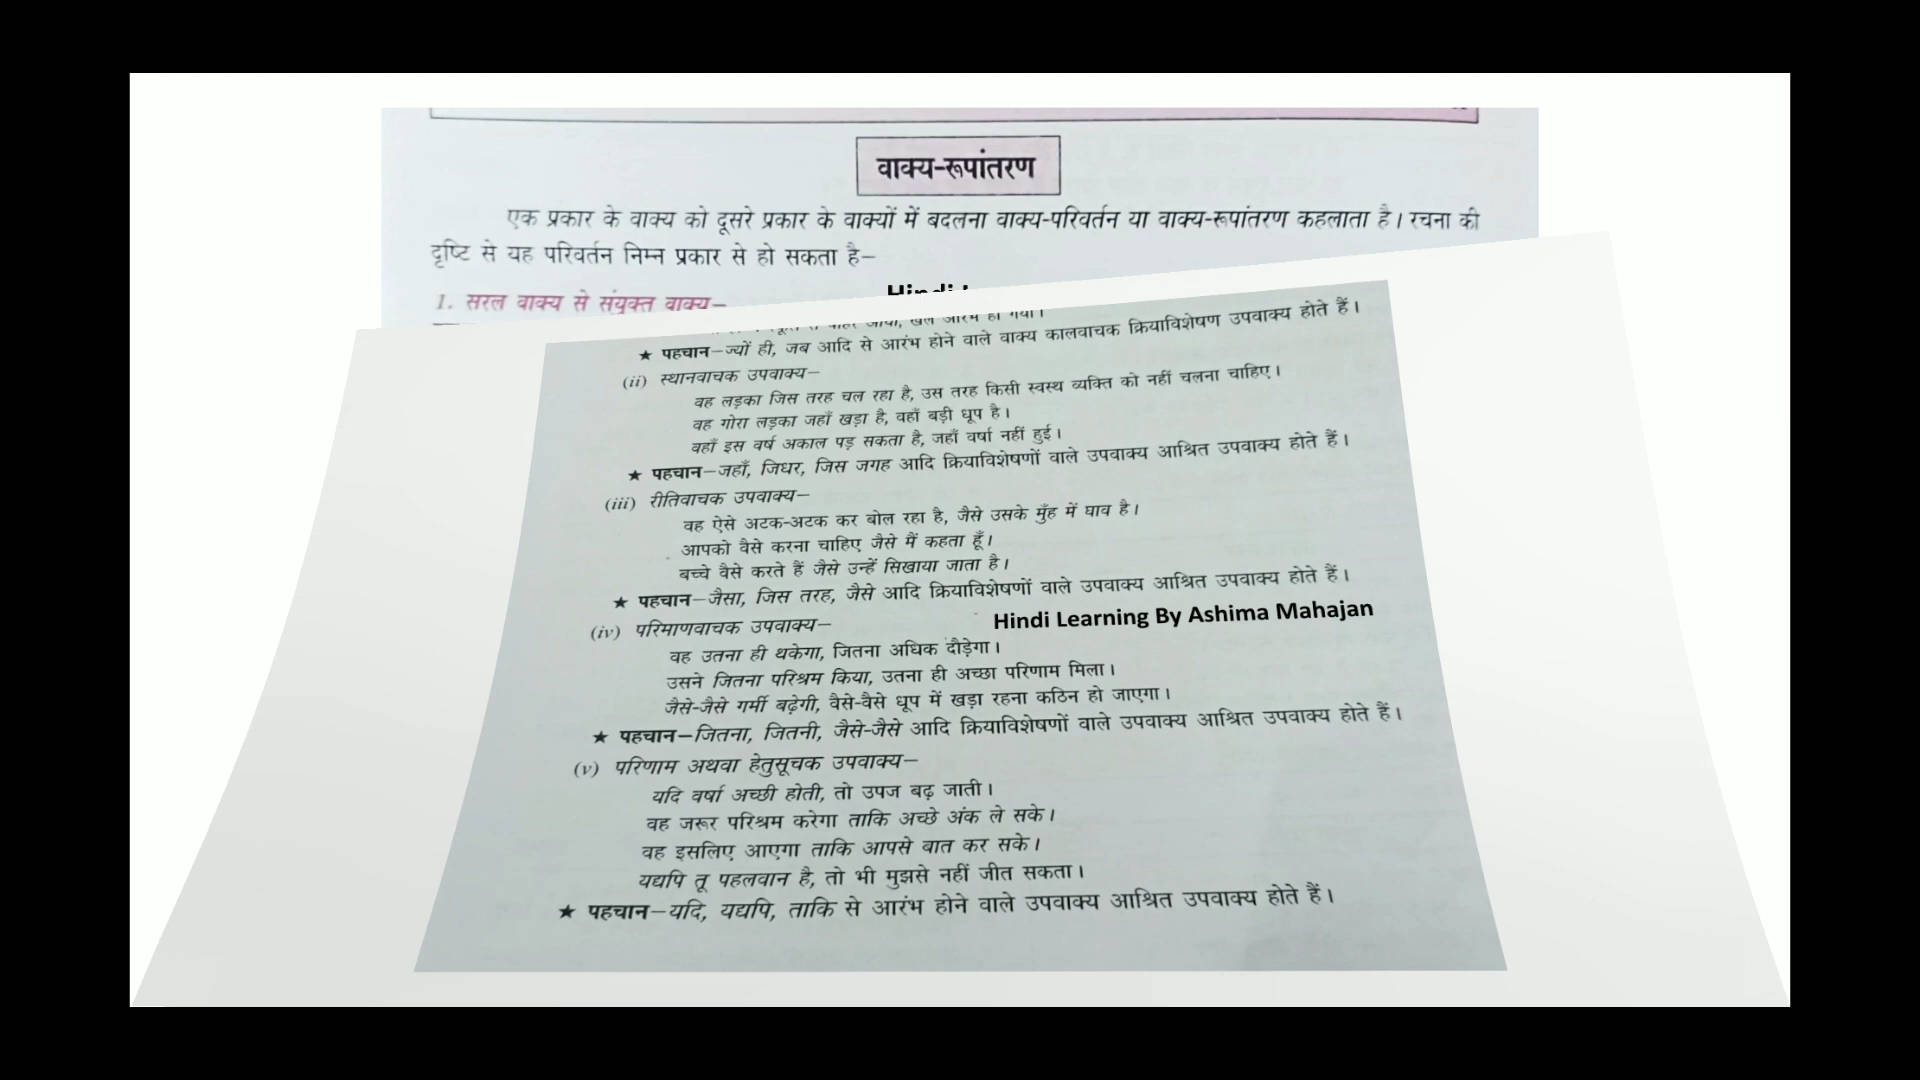 वाक्य-रूपांतरण
एक प्रकार के वाक्य को दूसरे प्रकार के वाक्यों में बदलना वाक्य-परिवर्तन या वाक्य-रूपांतरण कहलाता है। रचना की
दृष्टि से यह परिवर्तन निम्न प्रकार से हो सकता है–
1. सरल वाक्य से संयुक्त वाक्य–
आरंभ हो गया।
★ पहचान–ज्यों ही, जब आदि से आरंभ होने वाले वाक्य कालवाचक क्रियाविशेषण उपवाक्य होते हैं।
(ii) स्थानवाचक उपवाक्य–
वह लड़का जिस तरह चल रहा है, उस तरह किसी स्वस्थ व्यक्ति को नहीं चलना चाहिए।
वह गोरा लड़का जहाँ खड़ा है, वहाँ बड़ी धूप है।
वहाँ इस वर्ष अकाल पड़ सकता है, जहाँ वर्षा नहीं हुई।
★ पहचान–जहाँ, जिधर, जिस जगह आदि क्रियाविशेषणों वाले उपवाक्य आश्रित उपवाक्य होते हैं।
(iii) रीतिवाचक उपवाक्य–
वह ऐसे अटक-अटक कर बोल रहा है, जैसे उसके मुँह में घाव है।
आपको वैसे करना चाहिए जैसे मैं कहता हूँ।
बच्चे वैसे करते हैं जैसे उन्हें सिखाया जाता है।
★ पहचान–जैसा, जिस तरह, जैसे आदि क्रियाविशेषणों वाले उपवाक्य आश्रित उपवाक्य होते हैं।
Hindi Learning By Ashima Mahajan
(iv) परिमाणवाचक उपवाक्य–
वह उतना ही थकेगा, जितना अधिक दौड़ेगा।
उसने जितना परिश्रम किया, उतना ही अच्छा परिणाम मिला।
जैसे-जैसे गर्मी बढ़ेगी, वैसे-वैसे धूप में खड़ा रहना कठिन हो जाएगा।
★ पहचान–जितना, जितनी, जैसे-जैसे आदि क्रियाविशेषणों वाले उपवाक्य आश्रित उपवाक्य होते हैं।
(v) परिणाम अथवा हेतुसूचक उपवाक्य–
यदि वर्षा अच्छी होती, तो उपज बढ़ जाती।
वह जरूर परिश्रम करेगा ताकि अच्छे अंक ले सके।
वह इसलिए आएगा ताकि आपसे बात कर सके।
यद्यपि तू पहलवान है, तो भी मुझसे नहीं जीत सकता।
★ पहचान–यदि, यद्यपि, ताकि से आरंभ होने वाले उपवाक्य आश्रित उपवाक्य होते हैं।